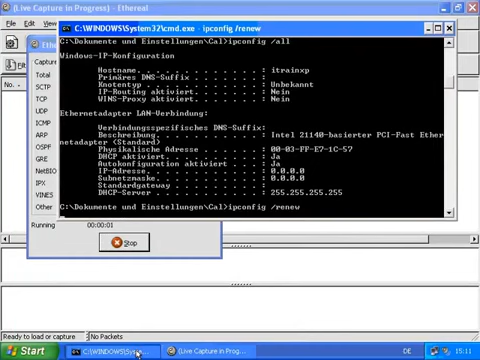 (Live Capture in Progress) - Ethereal
C:\WINDOWS\System32\cmd.exe - ipconfig /renew
C:\Dokumente und Einstellungen\Cal>ipconfig /all
Windows-IP-Konfiguration
Hostname. . . . . . . . . . . . . : itrainxp
Primäres DNS-Suffix . . . . . . . :
Knotentyp . . . . . . . . . . . . : Unbekannt
IP-Routing aktiviert. . . . . . . : Nein
WINS-Proxy aktiviert. . . . . . . : Nein
Ethernetadapter LAN-Verbindung:
Verbindungsspezifisches DNS-Suffix:
Beschreibung. . . . . . . . . . . : Intel 21140-basierter PCI-Fast Ether
netadapter (Standard)
Physikalische Adresse . . . . . . : 00-03-FF-E7-1C-57
DHCP aktiviert. . . . . . . . . . : Ja
Autokonfiguration aktiviert . . . : Ja
IP-Adresse. . . . . . . . . . . . : 0.0.0.0
Subnetzmaske. . . . . . . . . . . : 0.0.0.0
Standardgateway . . . . . . . . . :
DHCP-Server . . . . . . . . . . . : 255.255.255.255
C:\Dokumente und Einstellungen\Cal>ipconfig /renew
File
Filt
No. .
Ethe
Captur
Total
SCTP
TCP
UDP
ICMP
ARP
OSPF
GRE
NetBIO
IPX
VINES
Other
Running 00:00:01
Stop
Ready to load or capture No Packets
Start
C:\WINDOWS\Syste...
(Live Capture in Prog...
DE
15:11